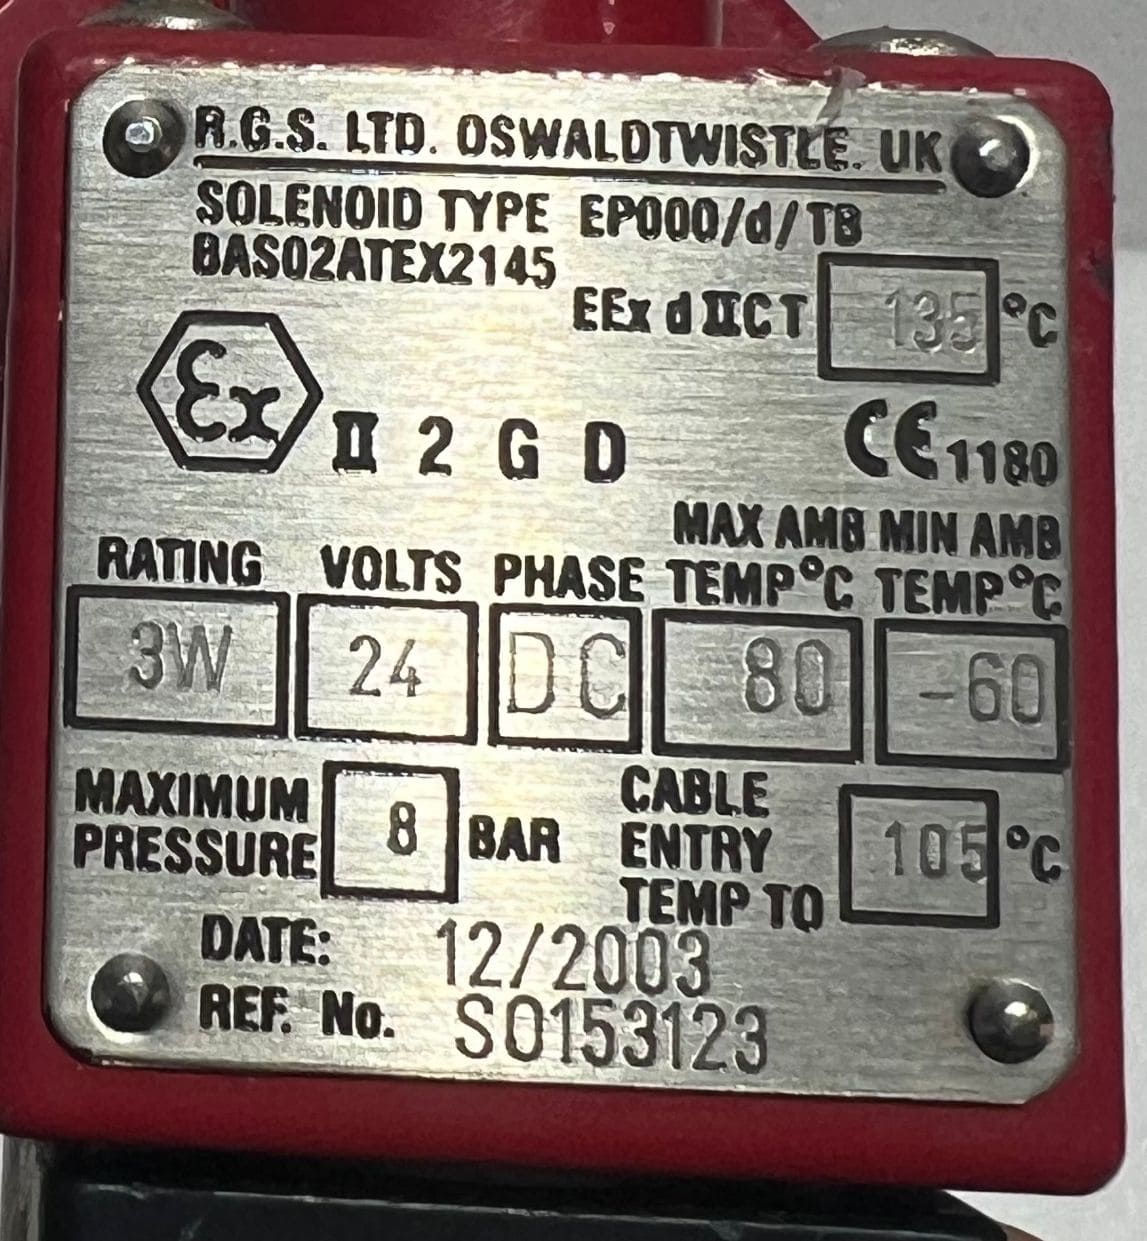 R.G.S. LTD. OSWALDTWISTLE. UK
SOLENOID TYPE EP000/d/TB
BAS02ATEX2145
EEx d IICT 135 °C
Ex II 2 G D
CE 1180
RATING VOLTS PHASE MAX AMB TEMP °C MIN AMB TEMP °C
3W 24 DC 80 -60
MAXIMUM PRESSURE 8 BAR
CABLE ENTRY TEMP TO 105 °C
DATE: 12/2003
REF. No. S0153123